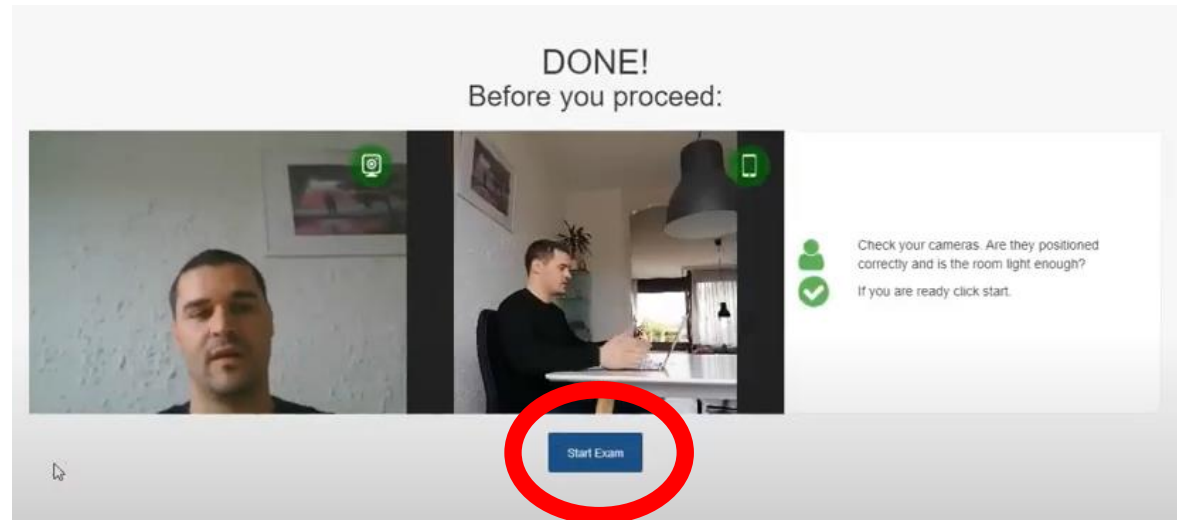 DONE!
Before you proceed:
Check your cameras. Are they positioned
correctly and is the room light enough?
If you are ready click start.
Start Exam